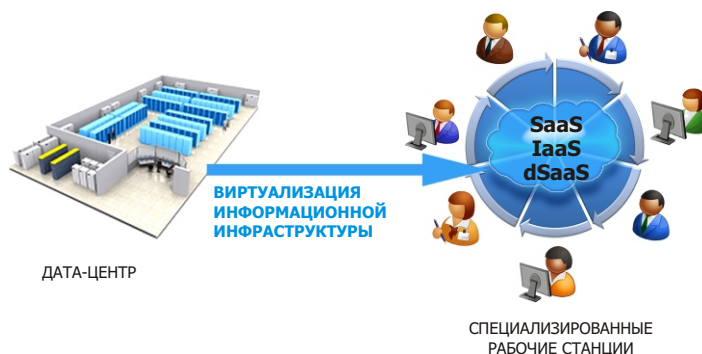 SaaS
IaaS
dSaaS
ВИРТУАЛИЗАЦИЯ
ИНФОРМАЦИОННОЙ
ИНФРАСТРУКТУРЫ
ДАТА-ЦЕНТР
СПЕЦИАЛИЗИРОВАННЫЕ
РАБОЧИЕ СТАНЦИИ